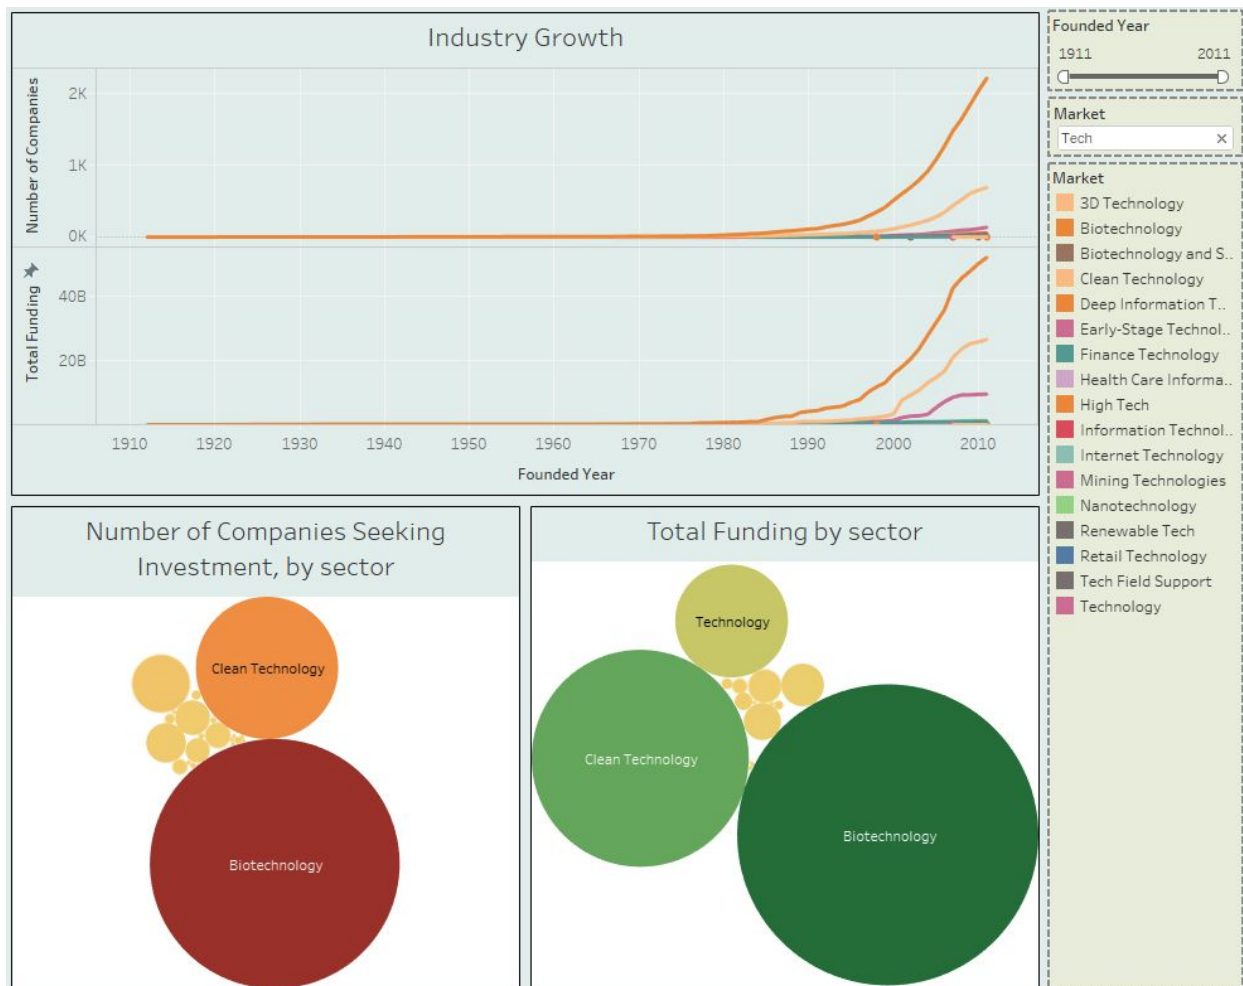 Industry Growth
Number of Companies
2K
1K
0K
Total Funding
40B
20B
1910 1920 1930 1940 1950 1960 1970 1980 1990 2000 2010
Founded Year
Number of Companies Seeking
Investment, by sector
Clean Technology
Biotechnology
Total Funding by sector
Technology
Clean Technology
Biotechnology
Founded Year
1911 2011
Market
Tech
Market
3D Technology
Biotechnology
Biotechnology and S..
Clean Technology
Deep Information T..
Early-Stage Technol..
Finance Technology
Health Care Informa..
High Tech
Information Technol..
Internet Technology
Mining Technologies
Nanotechnology
Renewable Tech
Retail Technology
Tech Field Support
Technology